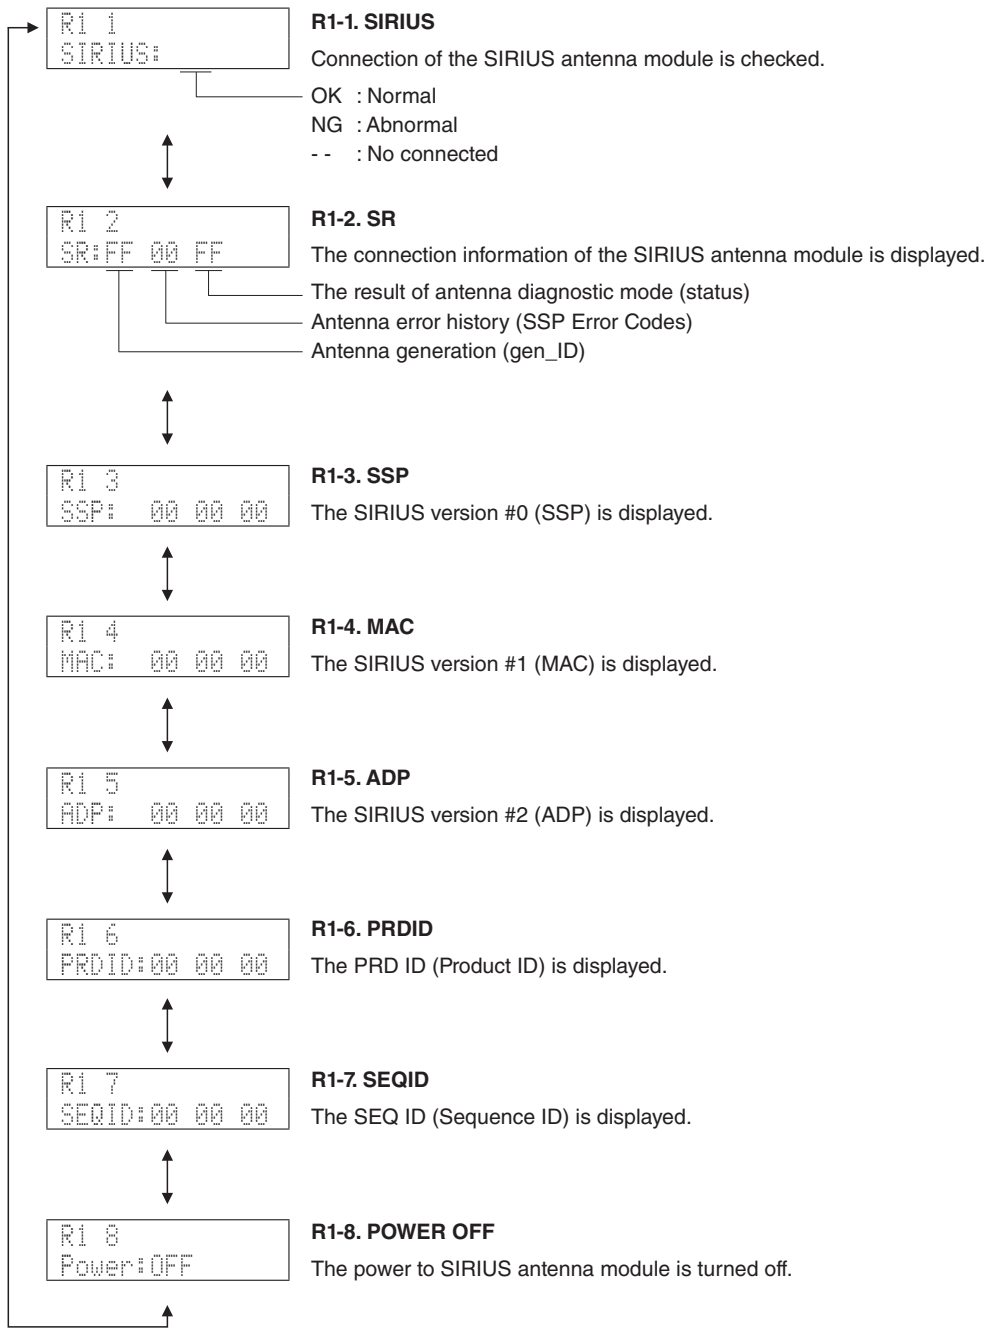 R1 1
SIRIUS:
R1-1. SIRIUS
Connection of the SIRIUS antenna module is checked.
OK : Normal
NG : Abnormal
- - : No connected
R1 2
SR:FF 00 FF
R1-2. SR
The connection information of the SIRIUS antenna module is displayed.
The result of antenna diagnostic mode (status)
Antenna error history (SSP Error Codes)
Antenna generation (gen_ID)
R1 3
SSP: 00 00 00
R1-3. SSP
The SIRIUS version #0 (SSP) is displayed.
R1 4
MAC: 00 00 00
R1-4. MAC
The SIRIUS version #1 (MAC) is displayed.
R1 5
ADP: 00 00 00
R1-5. ADP
The SIRIUS version #2 (ADP) is displayed.
R1 6
PRDID:00 00 00
R1-6. PRDID
The PRD ID (Product ID) is displayed.
R1 7
SEQID:00 00 00
R1-7. SEQID
The SEQ ID (Sequence ID) is displayed.
R1 8
Power:OFF
R1-8. POWER OFF
The power to SIRIUS antenna module is turned off.